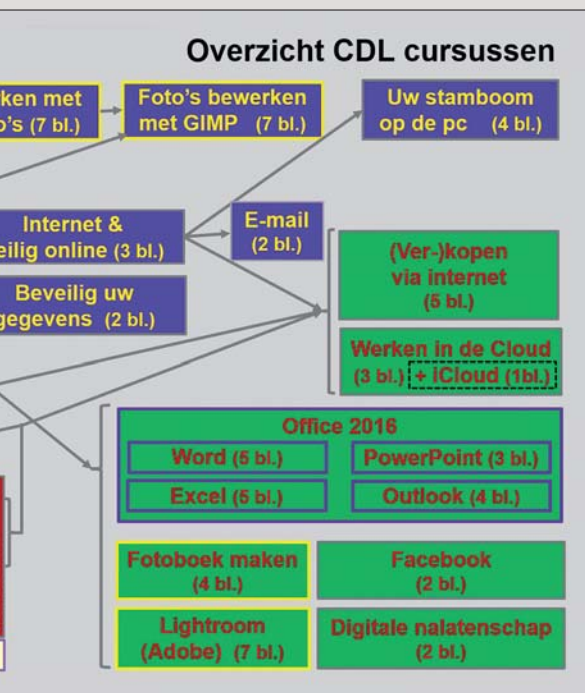 Overzicht CDL cursussen
ken met
o's (7 bl.)
Foto's bewerken
met GIMP (7 bl.)
Uw stamboom
op de pc (4 bl.)
Internet &
eilig online (3 bl.)
E-mail
(2 bl.)
Beveilig uw
gegevens (2 bl.)
(Ver-)kopen
via internet
(5 bl.)
Werken in de Cloud
(3 bl.) + iCloud (1bl.)
Office 2016
Word (5 bl.)
PowerPoint (3 bl.)
Excel (5 bl.)
Outlook (4 bl.)
Fotoboek maken
(4 bl.)
Facebook
(2 bl.)
Lightroom
(Adobe) (7 bl.)
Digitale nalatenschap
(2 bl.)